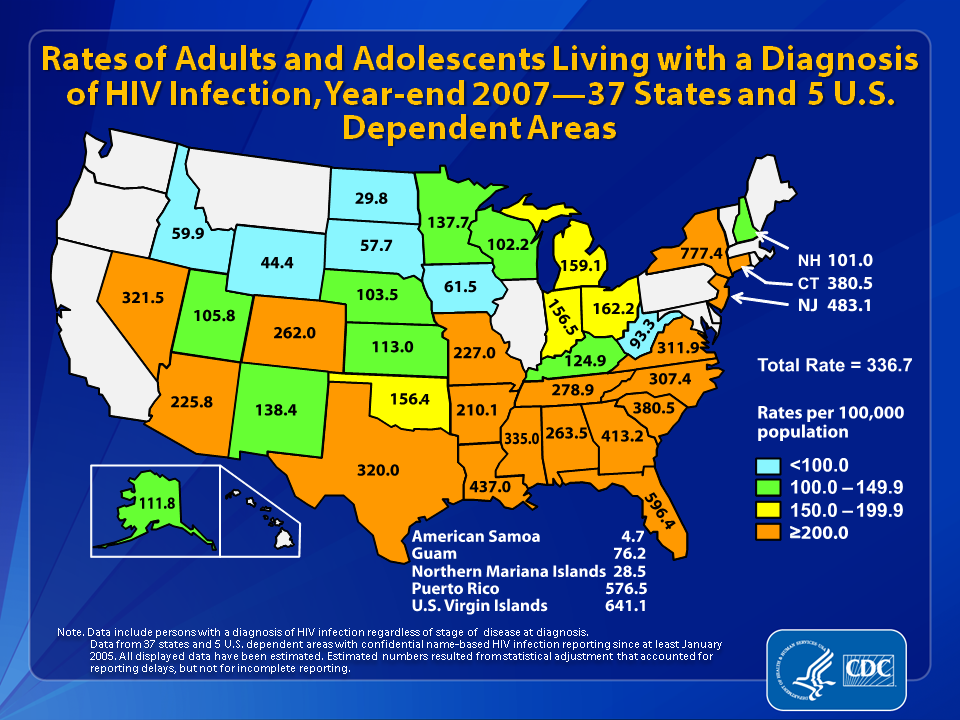 Rates of Adults and Adolescents Living with a Diagnosis
of HIV Infection, Year-end 2007—37 States and 5 U.S.
Dependent Areas
29.8
137.7
59.9
57.7
102.2
44.4
777.4
159.1
NH 101.0
CT 380.5
NJ 483.1
321.5
103.5
61.5
105.8
156.5
162.2
262.0
93.3
113.0
227.0
124.9
311.9
Total Rate = 336.7
278.9
307.4
225.8
138.4
156.4
210.1
380.5
335.0
263.5
413.2
Rates per 100,000
population
<100.0
100.0 – 149.9
150.0 – 199.9
≥200.0
320.0
437.0
596.4
111.8
American Samoa 4.7
Guam 76.2
Northern Mariana Islands 28.5
Puerto Rico 576.5
U.S. Virgin Islands 641.1
Note. Data include persons with a diagnosis of HIV infection regardless of stage of disease at diagnosis.
Data from 37 states and 5 U.S. dependent areas with confidential name-based HIV infection reporting since at least January
2005. All displayed data have been estimated. Estimated numbers resulted from statistical adjustment that accounted for
reporting delays, but not for incomplete reporting.
DEPARTMENT OF HEALTH & HUMAN SERVICES USA
CDC